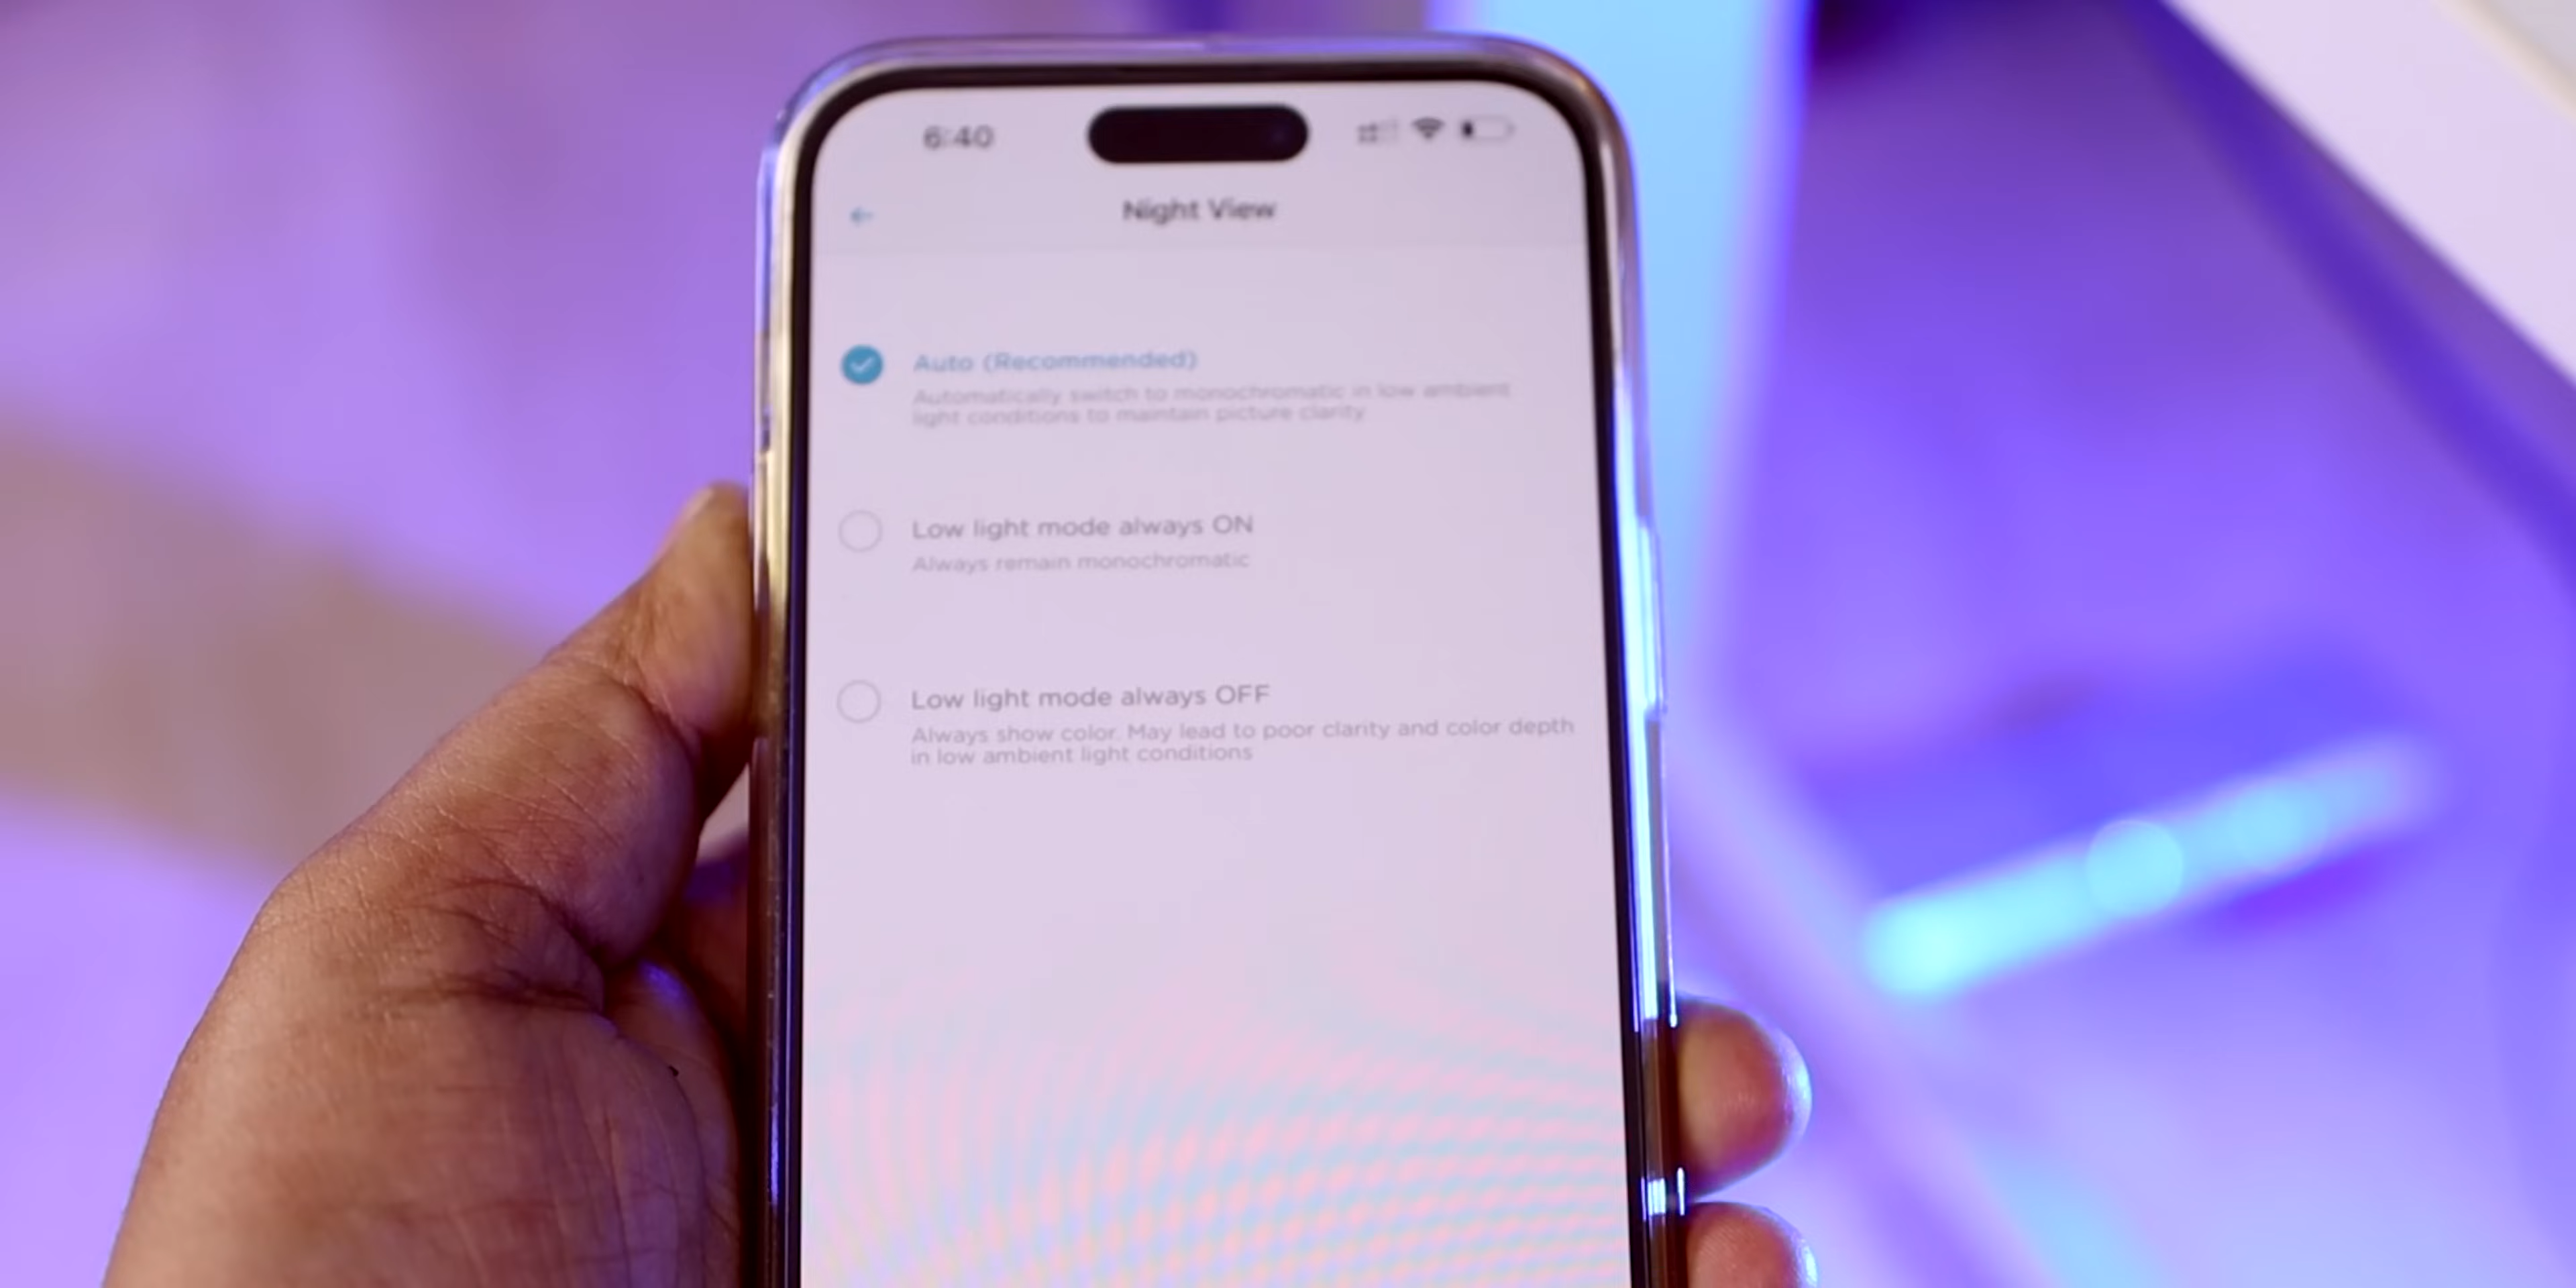 6:40
Night View
Auto (Recommended)
Automatically switch to monochromatic in low ambient
light conditions to maintain picture clarity
Low light mode always ON
Always remain monochromatic
Low light mode always OFF
Always show color. May lead to poor clarity and color depth
in low ambient light conditions